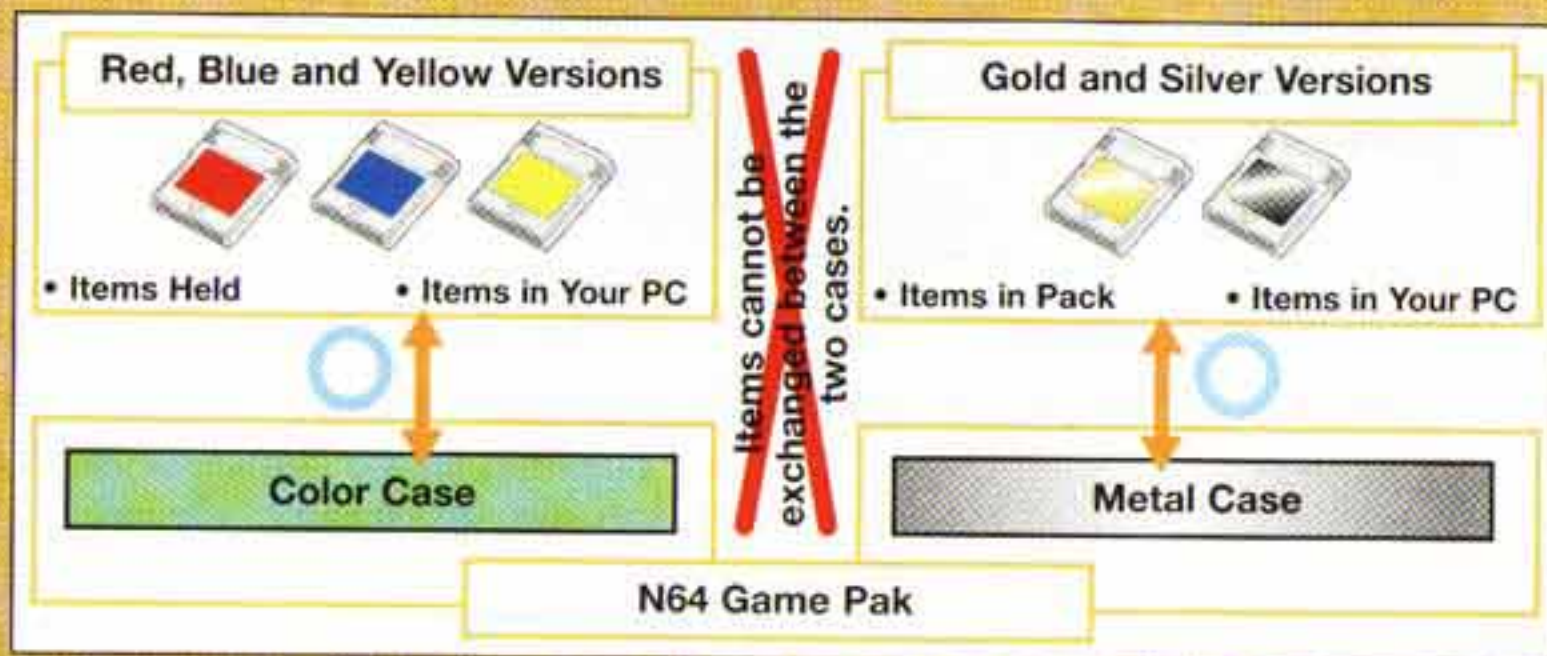 Red, Blue and Yellow Versions
• Items Held
• Items in Your PC
Color Case
Items cannot be
exchanged between the
two cases.
Gold and Silver Versions
• Items in Pack
• Items in Your PC
Metal Case
N64 Game Pak